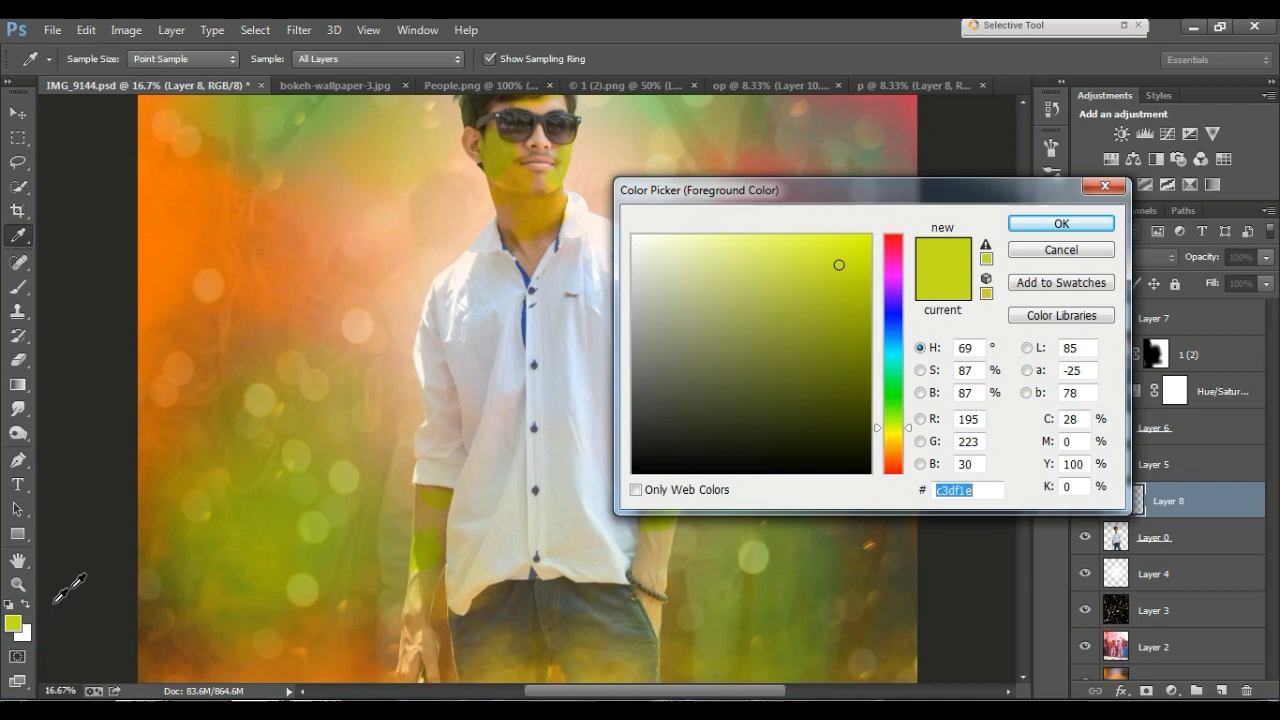 Ps File Edit Image Layer Type Select Filter 3D View Window Help
Selective Tool
Sample Size: Point Sample Sample: All Layers Show Sampling Ring
Essentials
IMG_9144.psd @ 16.7% (Layer 8, RGB/8) * × bokeh-wallpaper-3.jpg × People.png @ 100% (... × © 1 (2).png @ 50% (L... × op @ 8.33% (Layer 10,... × p @ 8.33% (Layer 8, R... ×
Adjustments Styles
Add an adjustment
Color Picker (Foreground Color)
nnels Paths
new
OK
Cancel
Opacity: 100%
Add to Swatches
Fill: 100%
current
Color Libraries
Layer 7
H: 69 ° L: 85
1 (2)
S: 87 % a: -25
B: 87 % b: 78
Hue/Satur...
R: 195 C: 28 %
Layer 6
G: 223 M: 0 %
B: 30 Y: 100 %
Layer 5
Only Web Colors # c3df1e K: 0 %
Layer 8
Layer 0
Layer 4
Layer 3
Layer 2
16.67% Doc: 83.6M/864.6M
fx